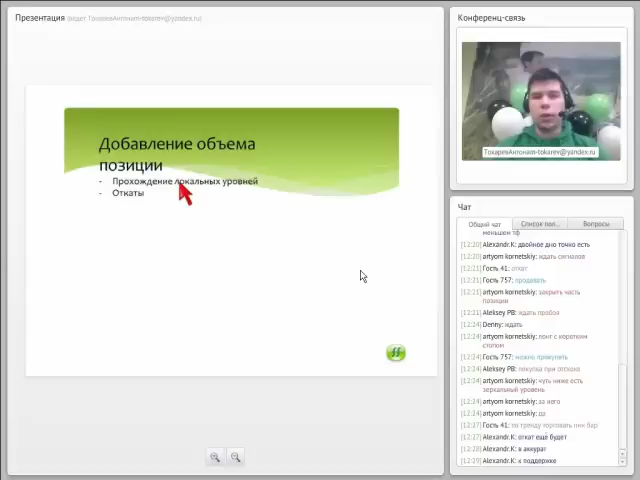 Презентация
Добавление объема
позиции
- Прохождение локальных уровней
- Откаты
Конференц-связь
Чат
Общий чат Список пол... Вопросы
меньшем тф
[12:20] Alexandr.K: двойное дно точно есть
[12:20] artyom kornetskiy: ждать сигналов
[12:21] Гость 41: откат
[12:21] Гость 757: продавать
[12:21] artyom kornetskiy: закрыть часть
позиции
[12:21] Aleksey PB: ждать пробоя
[12:24] Denny: ждать
[12:24] artyom kornetskiy: лонг с коротким
стопом
[12:24] Гость 757:
[12:24] Aleksey PB: покупка при отскоке
[12:24] artyom kornetskiy: чуть ниже есть
зеркальный уровень
[12:24] artyom kornetskiy: за него
[12:24] artyom kornetskiy: да
[12:27] Гость 41: по тренду торговать пин бар
[12:27] Alexandr.K: откат ещё будет
[12:28] Alexandr.K: в аккурат
[12:29] Alexandr.K: к поддержке